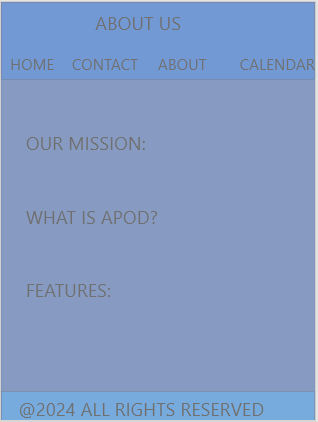 ABOUT US
HOME CONTACT ABOUT CALENDAR
OUR MISSION:
WHAT IS APOD?
FEATURES:
@2024 ALL RIGHTS RESERVED